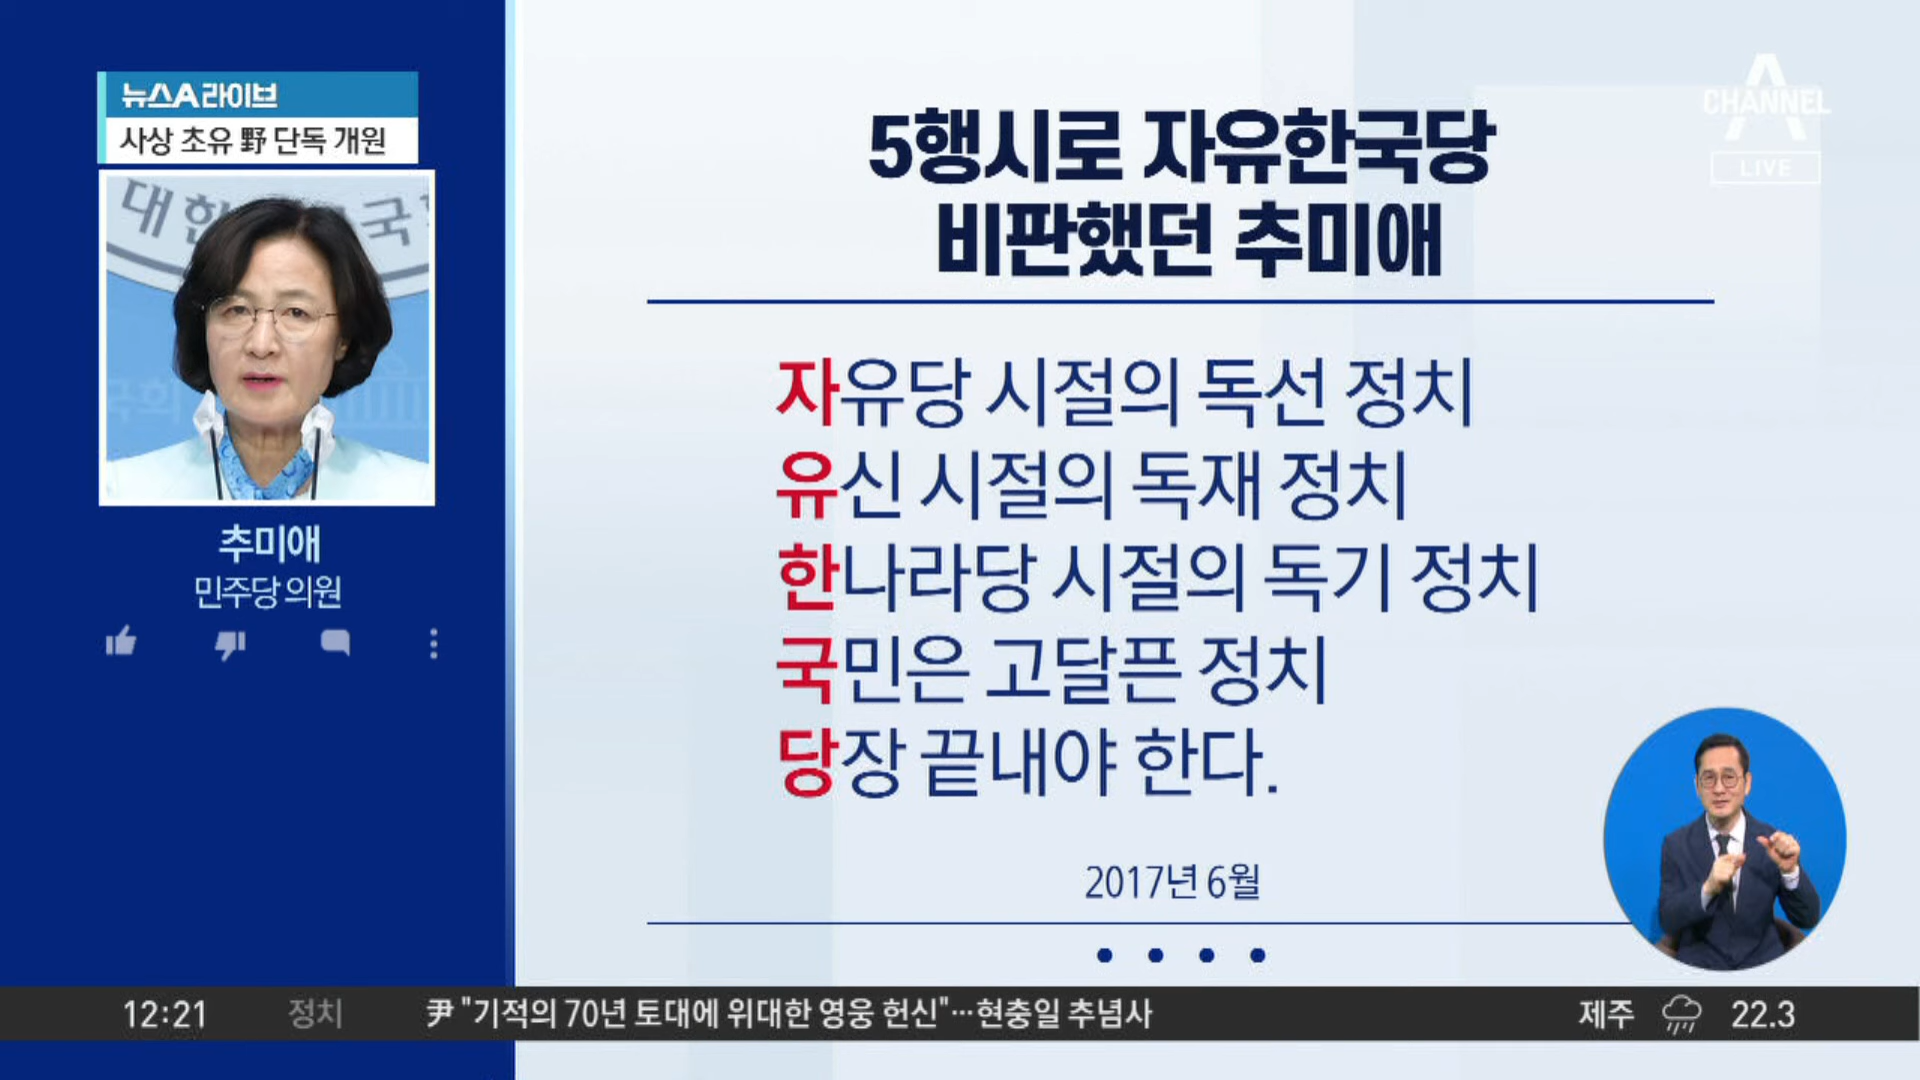 뉴스A라이브
사상 초유 野 단독 개원
대한 국
국회
추미애
민주당 의원
CHANNEL A
LIVE
5행시로 자유한국당
비판했던 추미애
자유당 시절의 독선 정치
유신 시절의 독재 정치
한나라당 시절의 독기 정치
국민은 고달픈 정치
당장 끝내야 한다.
2017년 6월
12:21 정치 尹 "기적의 70년 토대에 위대한 영웅 헌신"…현충일 추념사 제주 22.3